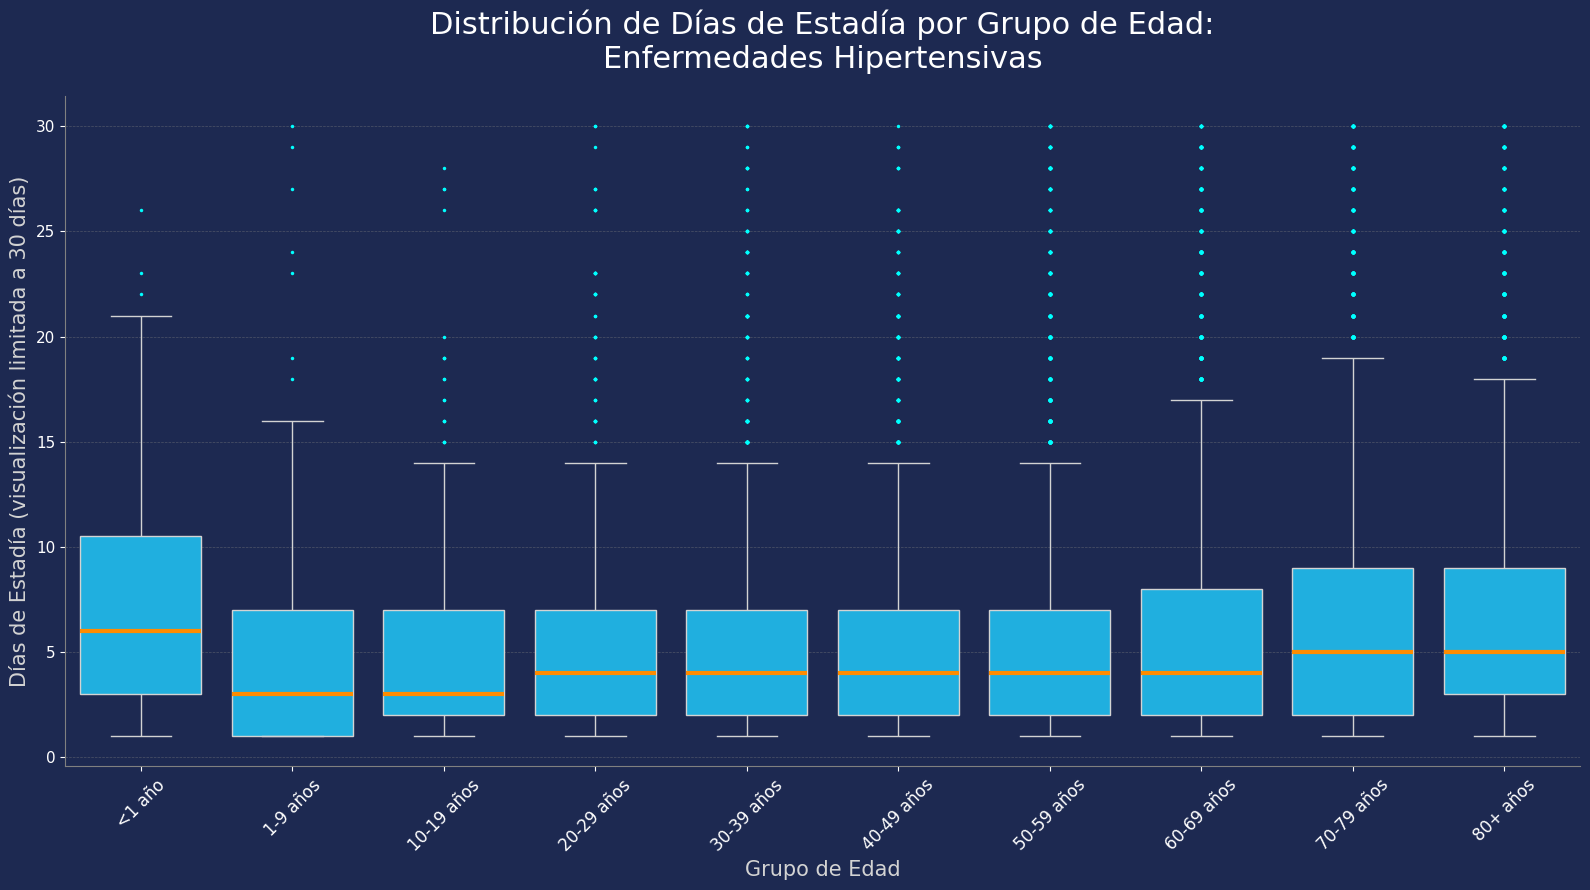 Distribución de Días de Estadía por Grupo de Edad:
Enfermedades Hipertensivas
Días de Estadía (visualización limitada a 30 días)
30
25
20
15
10
5
0
<1 año
1-9 años
10-19 años
20-29 años
30-39 años
40-49 años
50-59 años
60-69 años
70-79 años
80+ años
Grupo de Edad